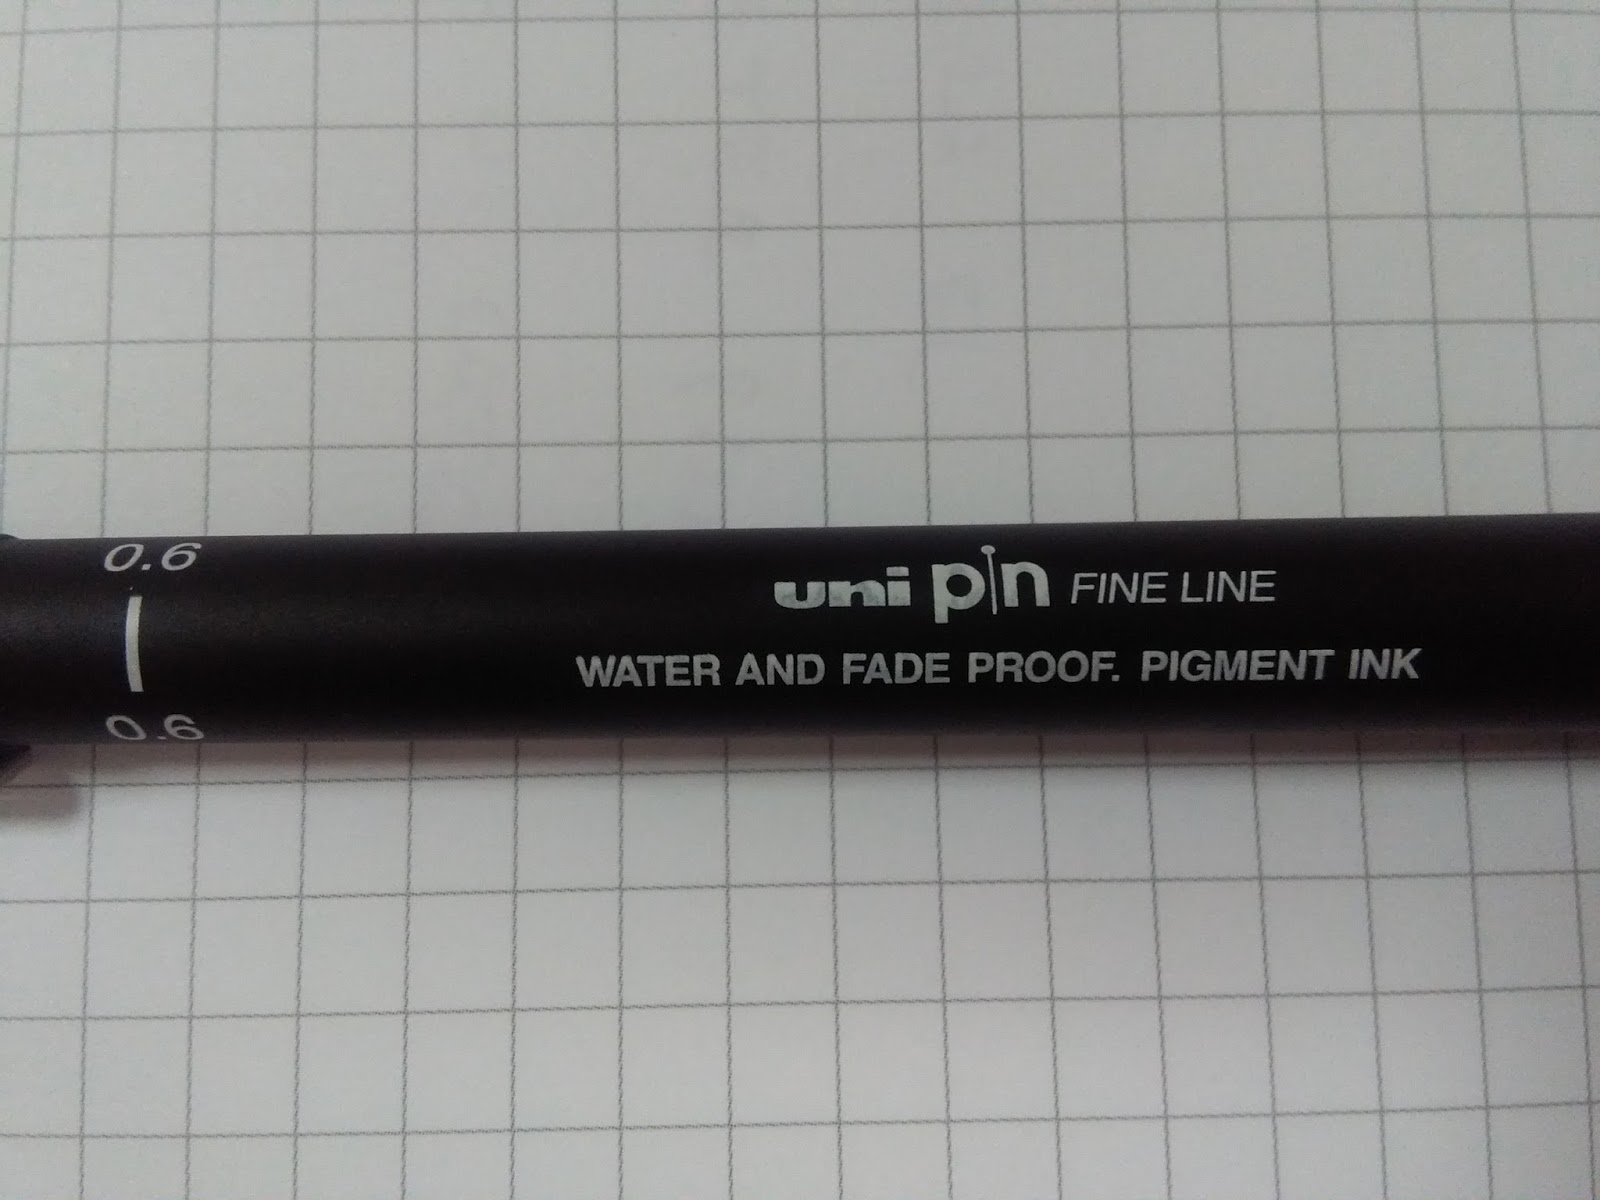 0.6
0.6
uni pin FINE LINE
WATER AND FADE PROOF. PIGMENT INK